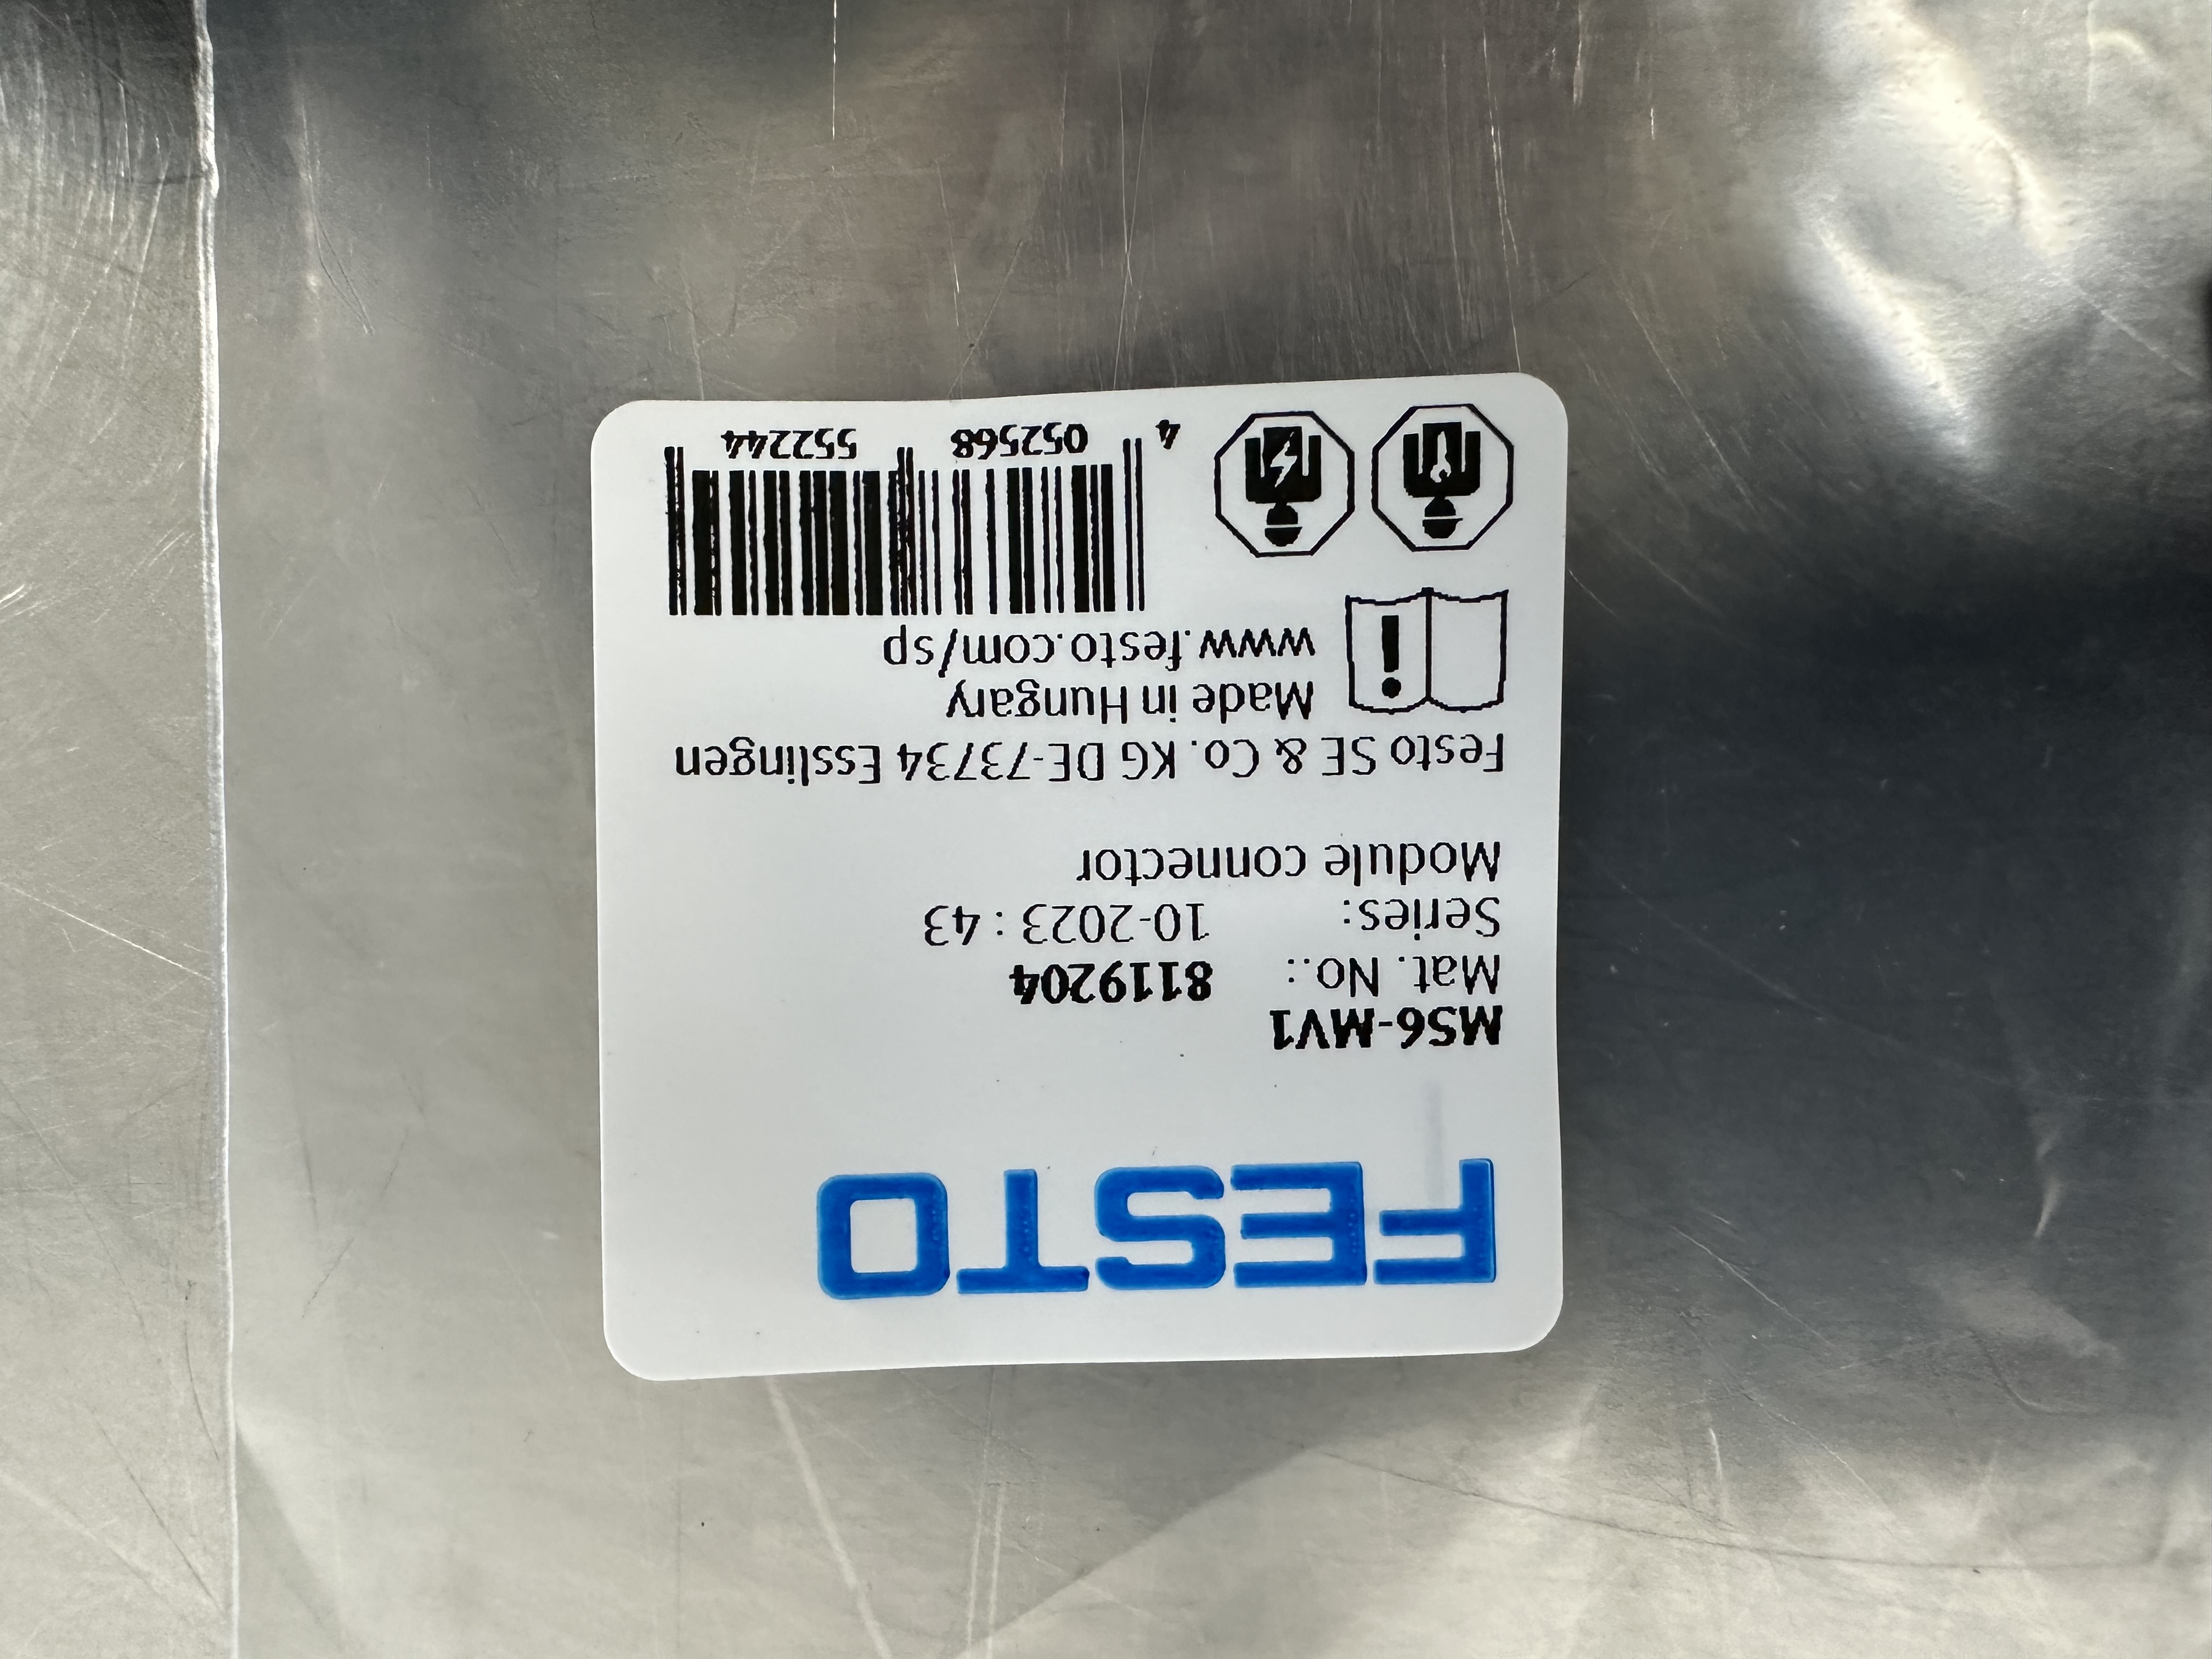 FESTO
MS6-MV1
Mat. No.: 8119204
Series: 10-2023 : 43
Module connector
Festo SE & Co. KG DE-73734 Esslingen
Made in Hungary
www.festo.com/sp
4 052568 552244